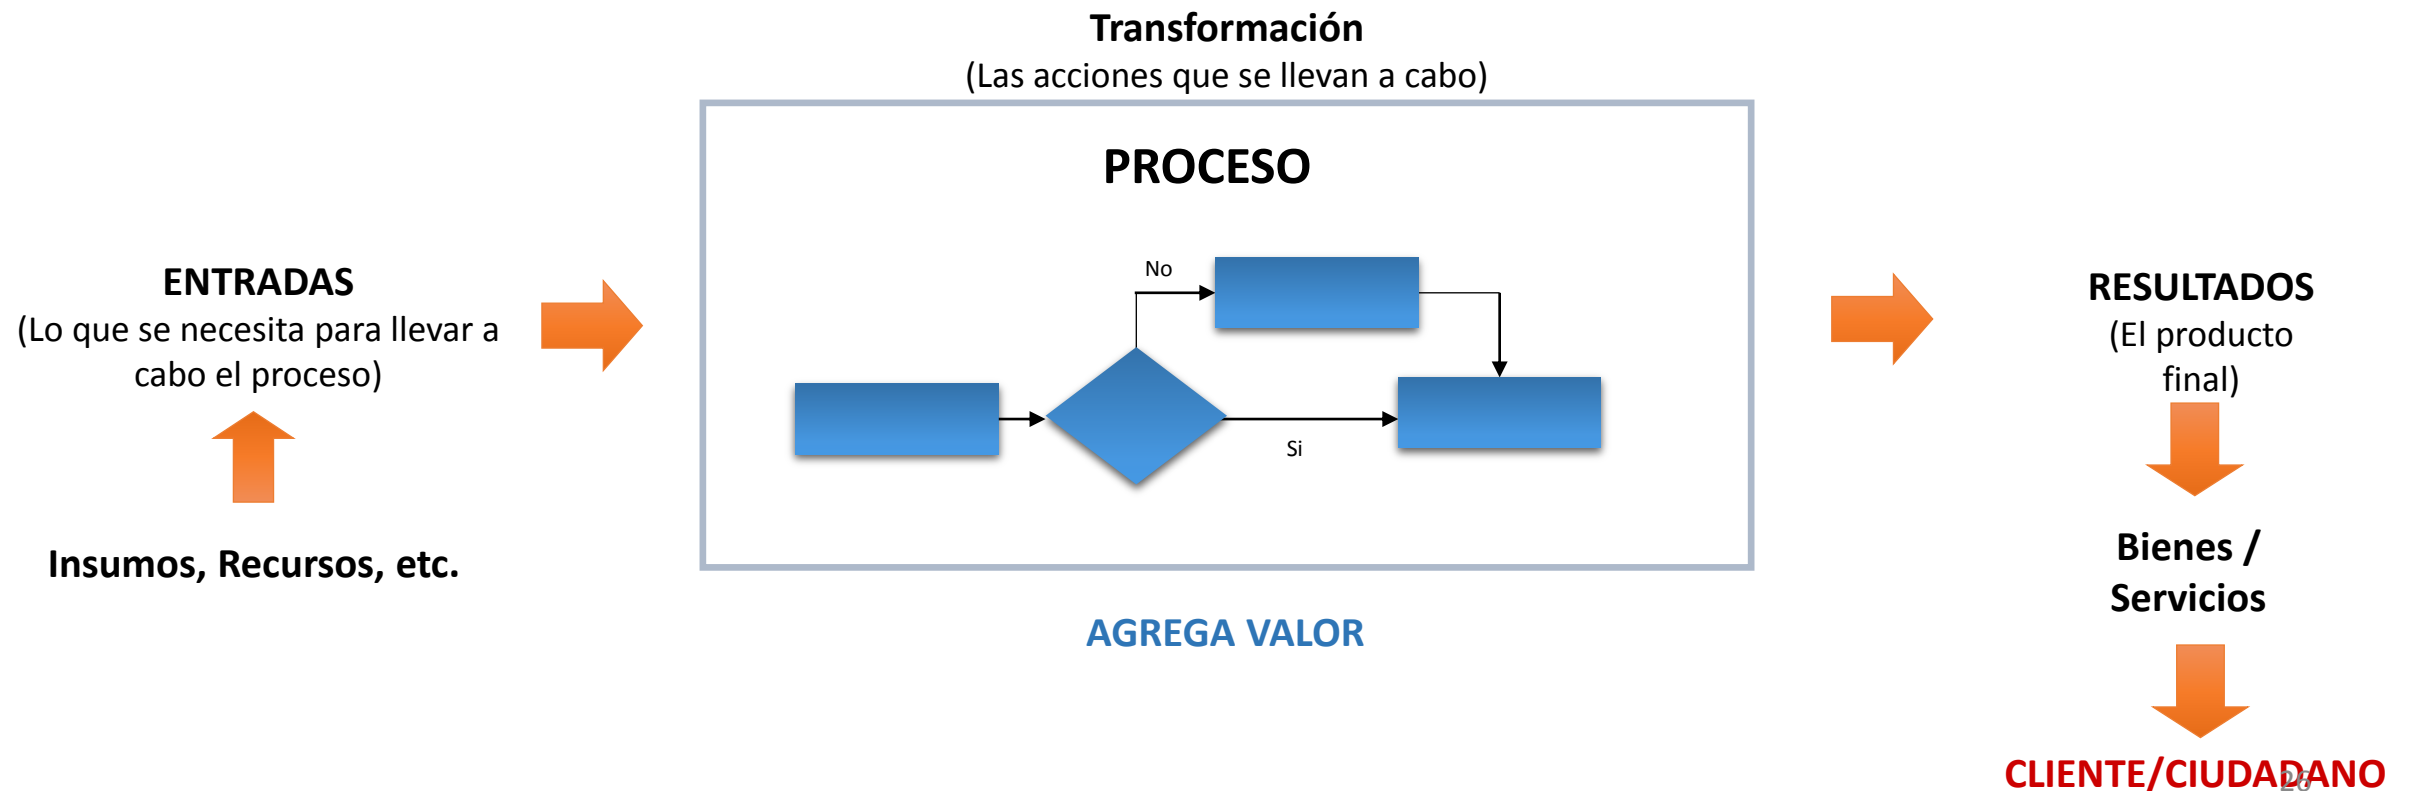 Transformación
(Las acciones que se llevan a cabo)
PROCESO
ENTRADAS
(Lo que se necesita para llevar a
cabo el proceso)
Insumos, Recursos, etc.
No
Si
AGREGA VALOR
RESULTADOS
(El producto
final)
Bienes /
Servicios
CLIENTE/CIUDADANO
26